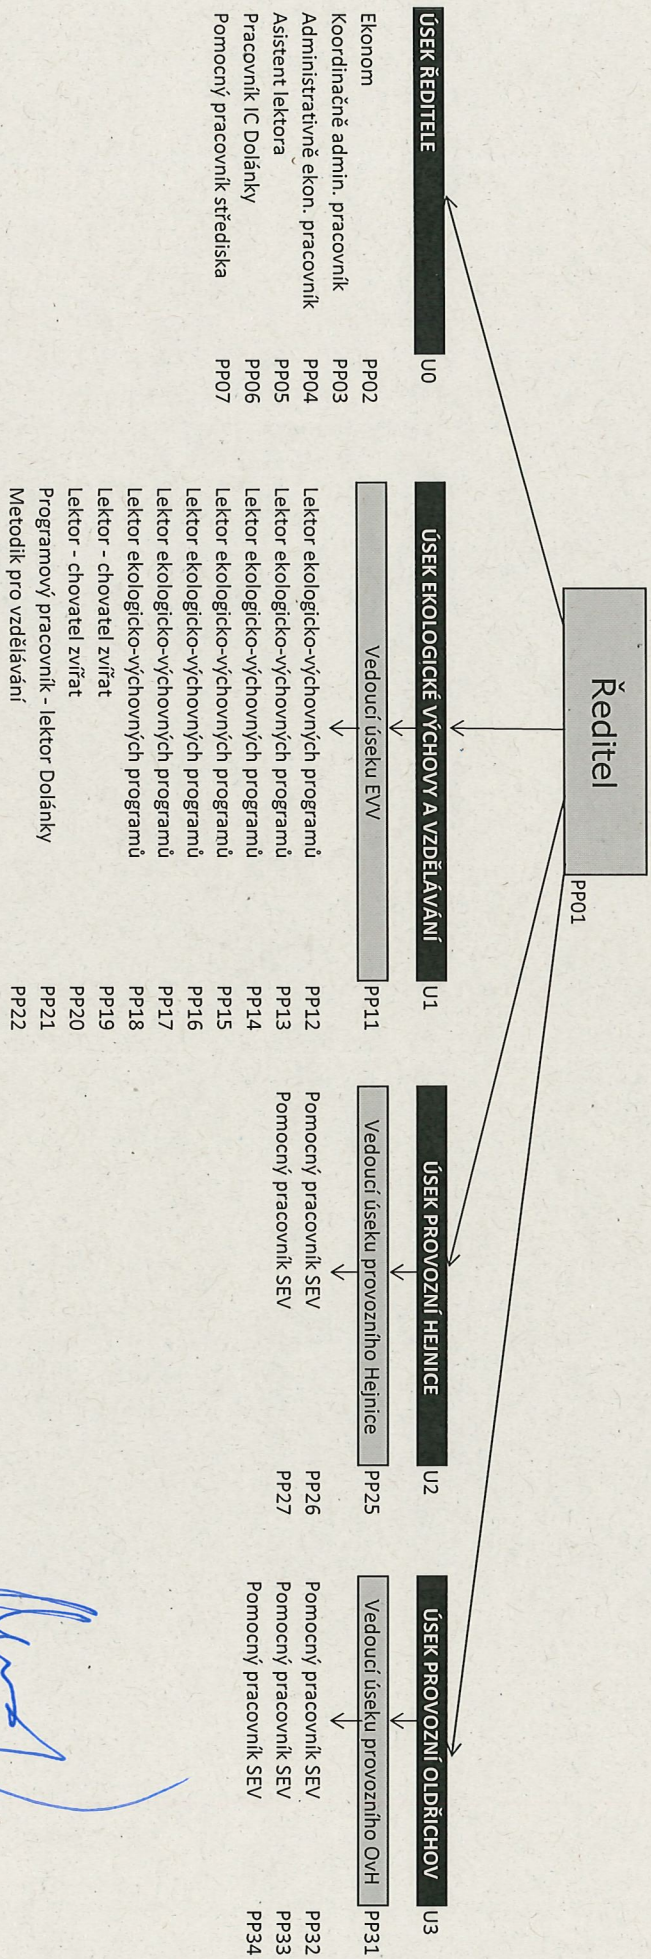 Ředitel
PP01
ÚSEK ŘEDITELE U0
Ekonom PP02
Koordinačně admin. pracovník PP03
Administrativně ekon. pracovník PP04
Asistent lektora PP05
Pracovník IC Dolánky PP06
Pomocný pracovník střediska PP07
ÚSEK EKOLOGICKÉ VÝCHOVY A VZDĚLÁVÁNÍ U1
Vedoucí úseku EVV PP11
Lektor ekologicko-výchovných programů PP12
Lektor ekologicko-výchovných programů PP13
Lektor ekologicko-výchovných programů PP14
Lektor ekologicko-výchovných programů PP15
Lektor ekologicko-výchovných programů PP16
Lektor ekologicko-výchovných programů PP17
Lektor ekologicko-výchovných programů PP18
Lektor - chovatel zvířat PP19
Lektor - chovatel zvířat PP20
Programový pracovník - lektor Dolánky PP21
Metodik pro vzdělávání PP22
ÚSEK PROVOZNÍ HEJNICE U2
Vedoucí úseku provozního Hejnice PP25
Pomocný pracovník SEV PP26
Pomocný pracovník SEV PP27
ÚSEK PROVOZNÍ OLDŘICHOV U3
Vedoucí úseku provozního OvH PP31
Pomocný pracovník SEV PP32
Pomocný pracovník SEV PP33
Pomocný pracovník SEV PP34